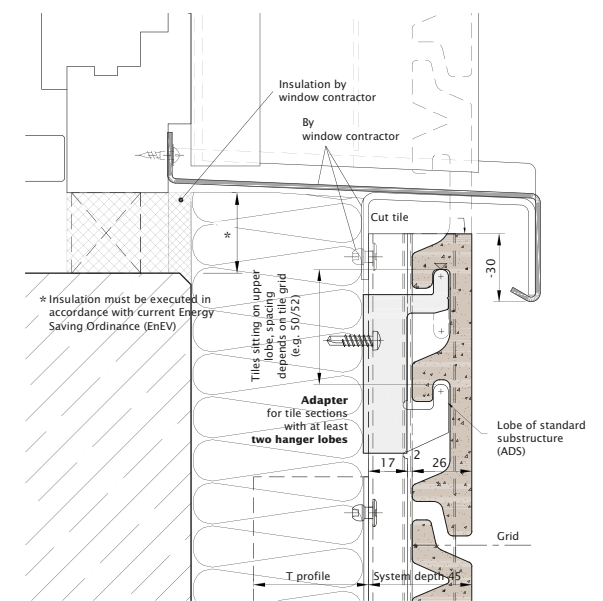 Insulation by
window contractor
By
window contractor
Cut tile
*
-30
* Insulation must be executed in
accordance with current Energy
Saving Ordinance (EnEV)
Tiles sitting on upper
lobe, spacing
depends on tile grid
(e.g. 50/52)
Adapter
for tile sections
with at least
two hanger lobes
Lobe of standard
substructure
(ADS)
17
2
26
Grid
T profile
System depth 45